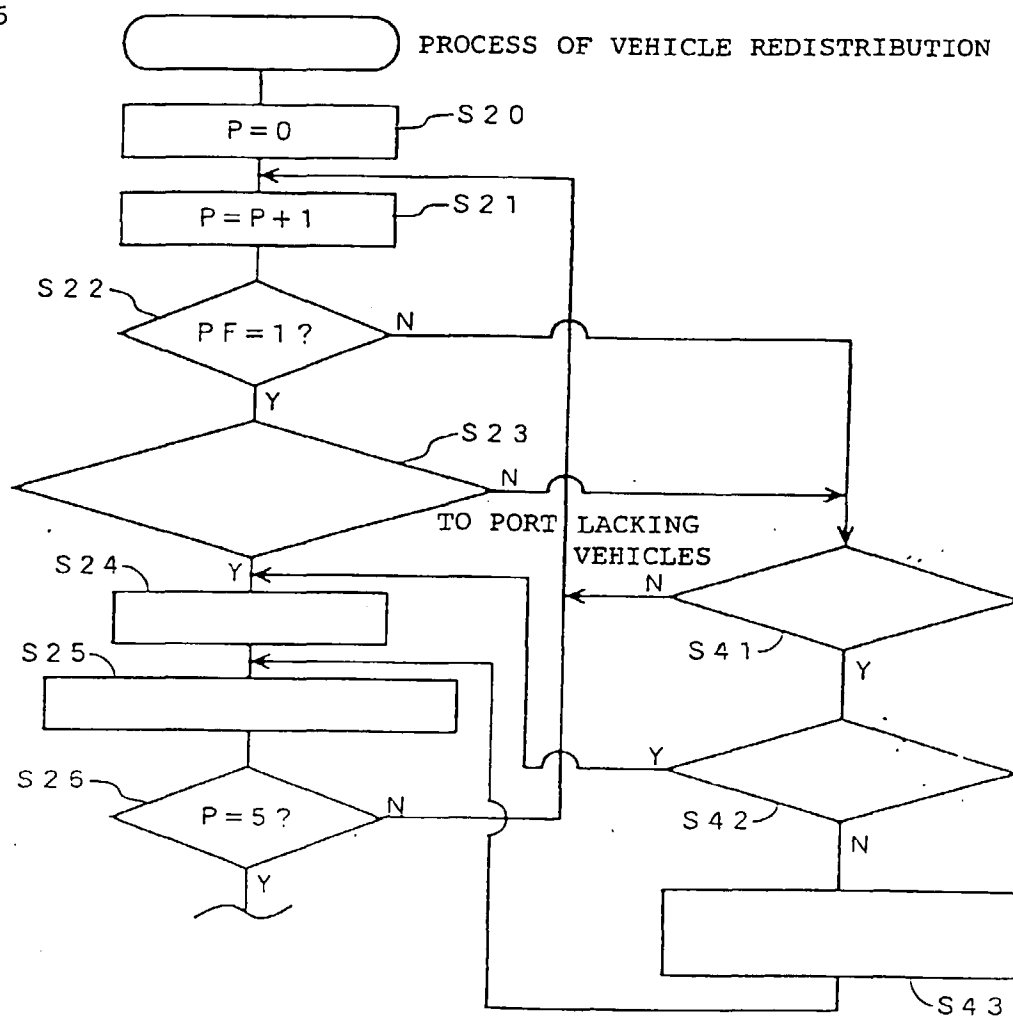 PROCESS OF VEHICLE REDISTRIBUTION
P=0
S20
P=P+1
S21
S22
PF=1?
N
Y
S23
N
TO PORT LACKING
VEHICLES
S24
Y
N
S41
S25
Y
Y
S26
P=5?
N
S42
N
Y
S43